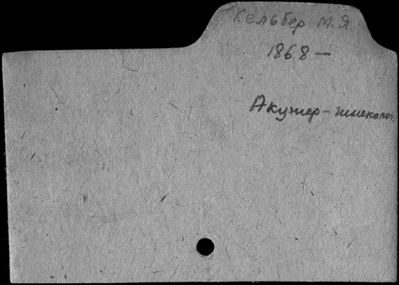 Кельбер М.Я.
1868 —
Акушер-гинеколог.